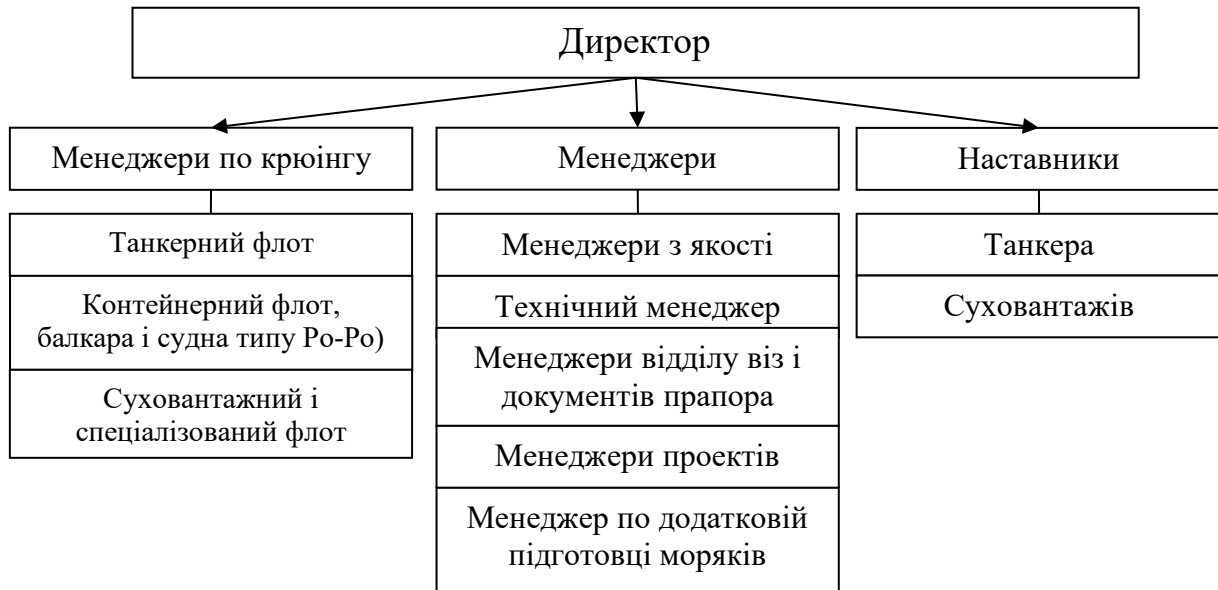 Директор
Менеджери по крюінгу
Менеджери
Наставники
Танкерний флот
Контейнерний флот,
балкара і судна типу Ро-Ро)
Суховантажний і
спеціалізований флот
Менеджери з якості
Технічний менеджер
Менеджери відділу віз і
документів прапора
Менеджери проектів
Менеджер по додатковій
підготовці моряків
Танкера
Суховантажів